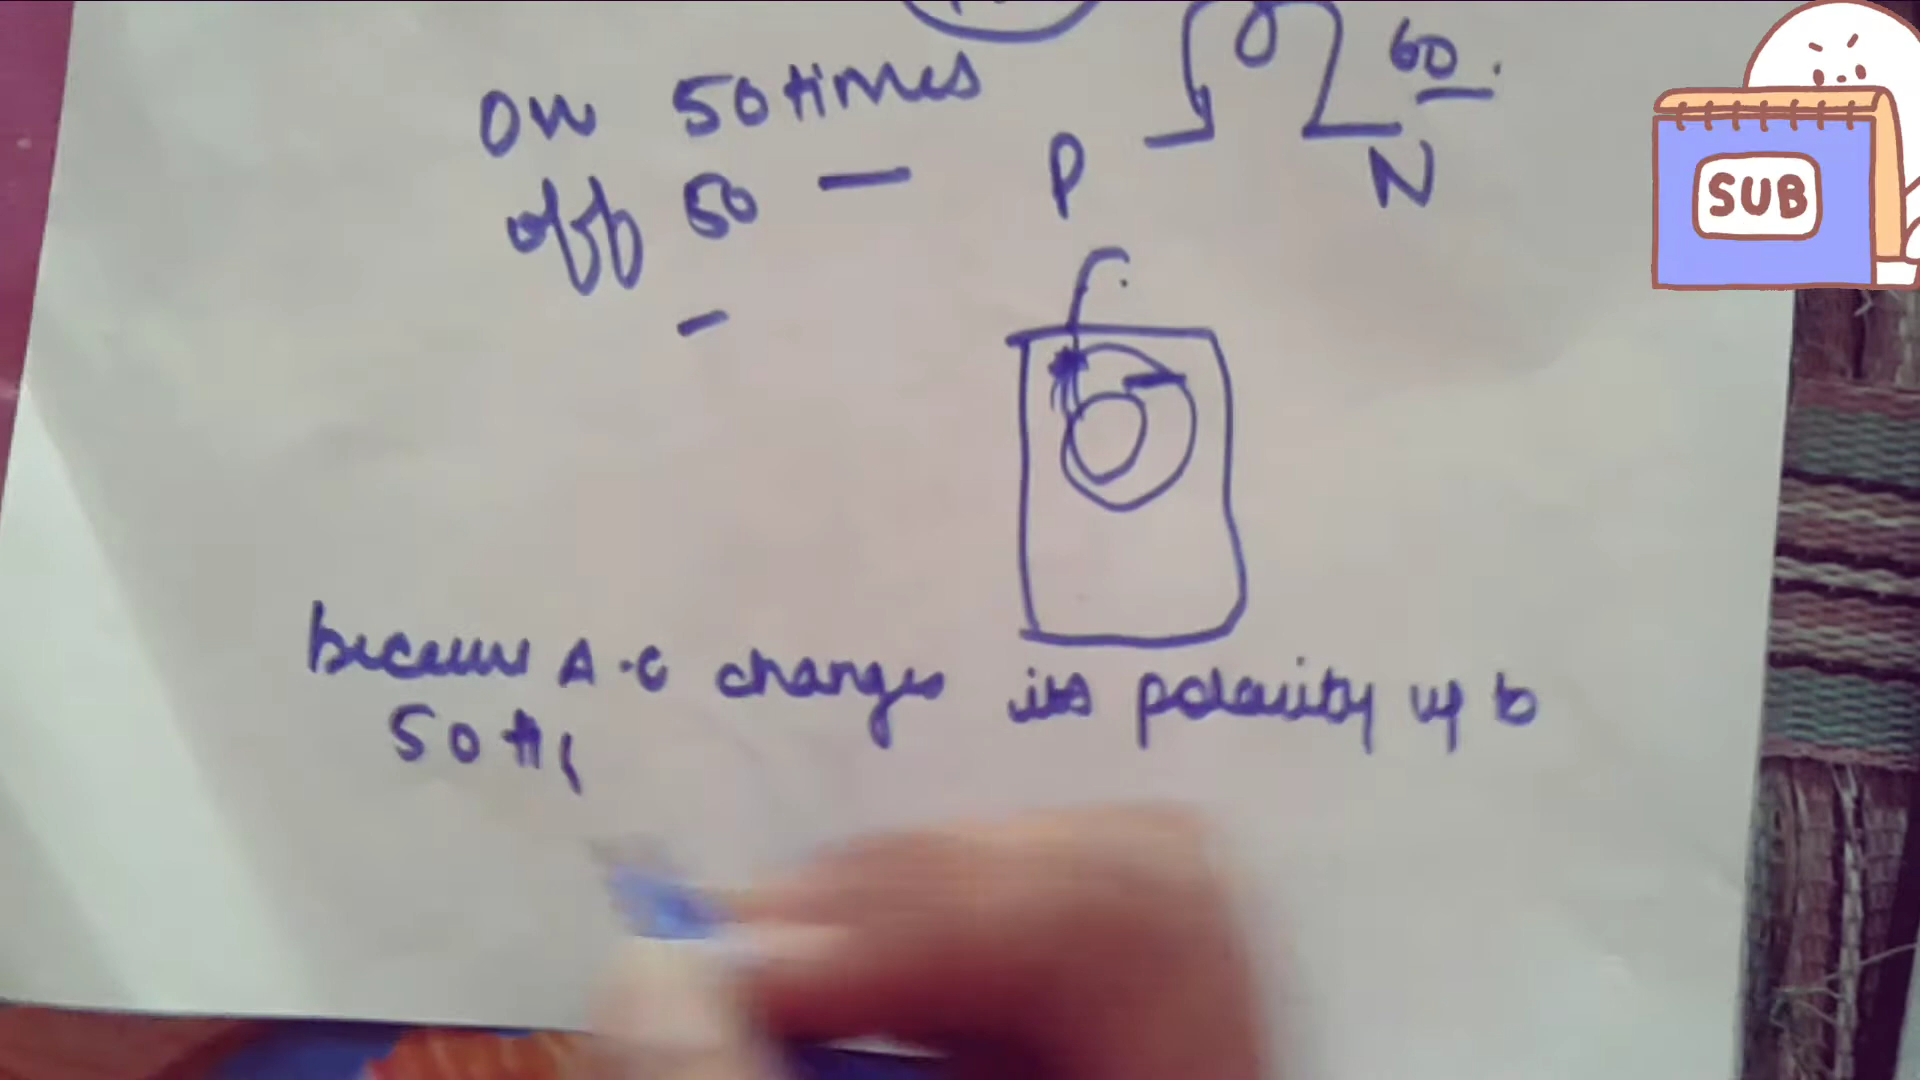 on 50 times
off 50 —
P
60.
N
SUB
because A.C changes its polarity up to
50 H